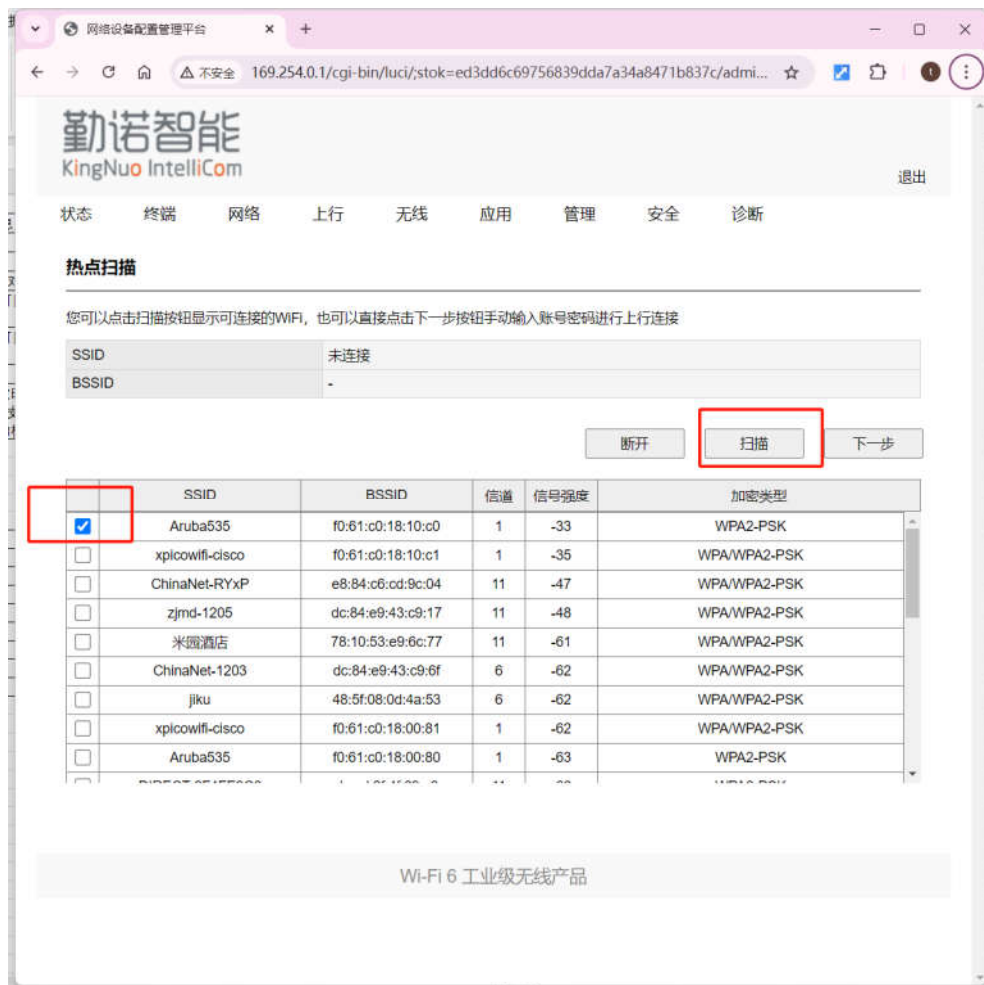 网络设备配置管理平台
不安全 169.254.0.1/cgi-bin/luci/;stok=ed3dd6c69756839dda7a34a8471b837c/admi...
勤诺智能
KingNuo IntelliCom
退出
状态 终端 网络 上行 无线 应用 管理 安全 诊断
热点扫描
您可以点击扫描按钮显示可连接的WiFi，也可以直接点击下一步按钮手动输入账号密码进行上行连接
SSID 未连接
BSSID -
断开 扫描 下一步
SSID BSSID 信道 信号强度 加密类型
Aruba535 f0:61:c0:18:10:c0 1 -33 WPA2-PSK
xpicowifi-cisco f0:61:c0:18:10:c1 1 -35 WPA/WPA2-PSK
ChinaNet-RYxP e8:84:c6:cd:9c:04 11 -47 WPA/WPA2-PSK
zjmd-1205 dc:84:e9:43:c9:17 11 -48 WPA/WPA2-PSK
米园酒店 78:10:53:e9:6c:77 11 -61 WPA/WPA2-PSK
ChinaNet-1203 dc:84:e9:43:c9:6f 6 -62 WPA/WPA2-PSK
jiku 48:5f:08:0d:4a:53 6 -62 WPA/WPA2-PSK
xpicowifi-cisco f0:61:c0:18:00:81 1 -62 WPA/WPA2-PSK
Aruba535 f0:61:c0:18:00:80 1 -63 WPA2-PSK
Wi-Fi 6 工业级无线产品